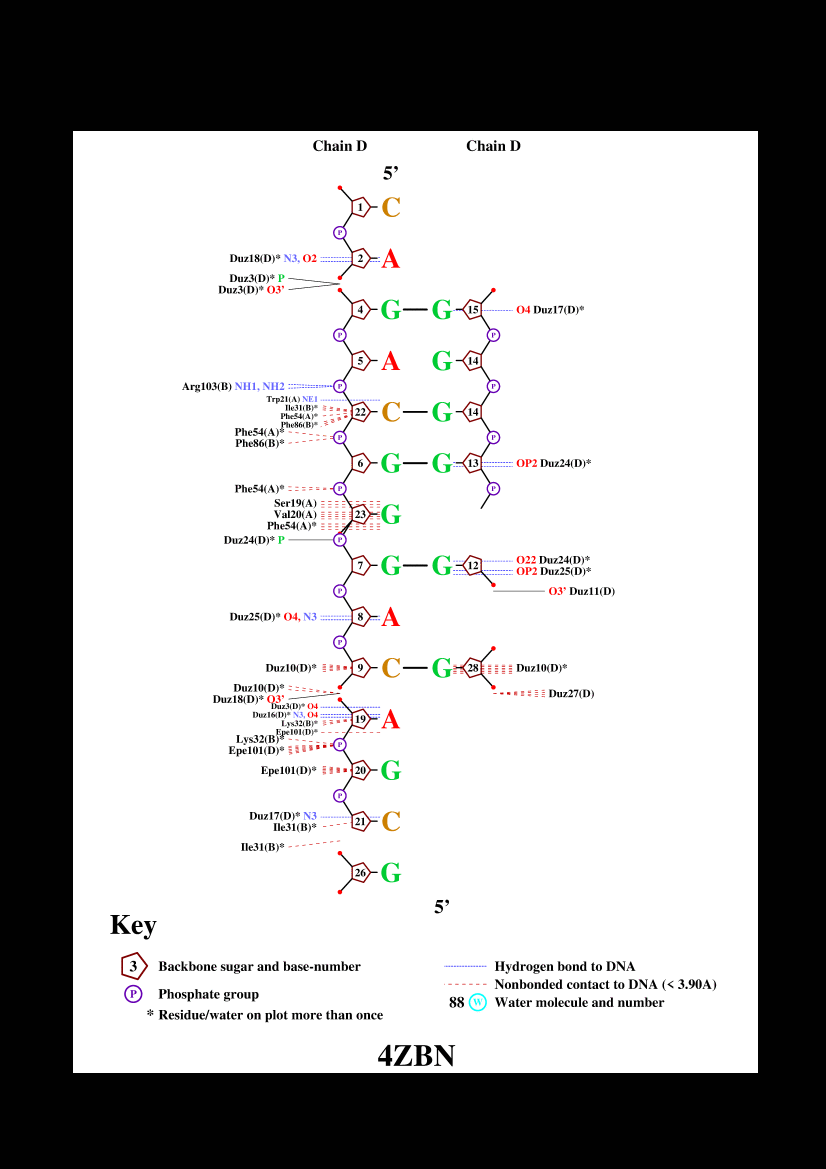 Chain D Chain D
5’
1 C
P
Duz18(D)* N3, O2 2 A
Duz3(D)* P
Duz3(D)* O3’
4 G G 15 O4 Duz17(D)*
P P
5 A G 14
Arg103(B) NH1, NH2 P P
Trp21(A) NE1
Ile31(B)*
Phe54(A)* 22 C G 14
Phe86(B)*
Phe54(A)* P P
Phe86(B)*
6 G G 13 OP2 Duz24(D)*
Phe54(A)* P P
Ser19(A)
Val20(A) 23 G
Phe54(A)*
Duz24(D)* P P
O22 Duz24(D)*
7 G G 12
OP2 Duz25(D)*
P O3’ Duz11(D)
Duz25(D)* O4, N3 8 A
P
Duz10(D)* 9 C G 28 Duz10(D)*
Duz10(D)* Duz27(D)
Duz18(D)* O3’
Duz3(D)* O4
Duz16(D)* N3, O4 19 A
Lys32(B)*
Epe101(D)*
Lys32(B)* P
Epe101(D)*
Epe101(D)* 20 G
P
Duz17(D)* N3 21 C
Ile31(B)*
Ile31(B)*
26 G
5’
Key
3 Backbone sugar and base-number
P Phosphate group
* Residue/water on plot more than once
Hydrogen bond to DNA
Nonbonded contact to DNA (< 3.90A)
88 W Water molecule and number
4ZBN